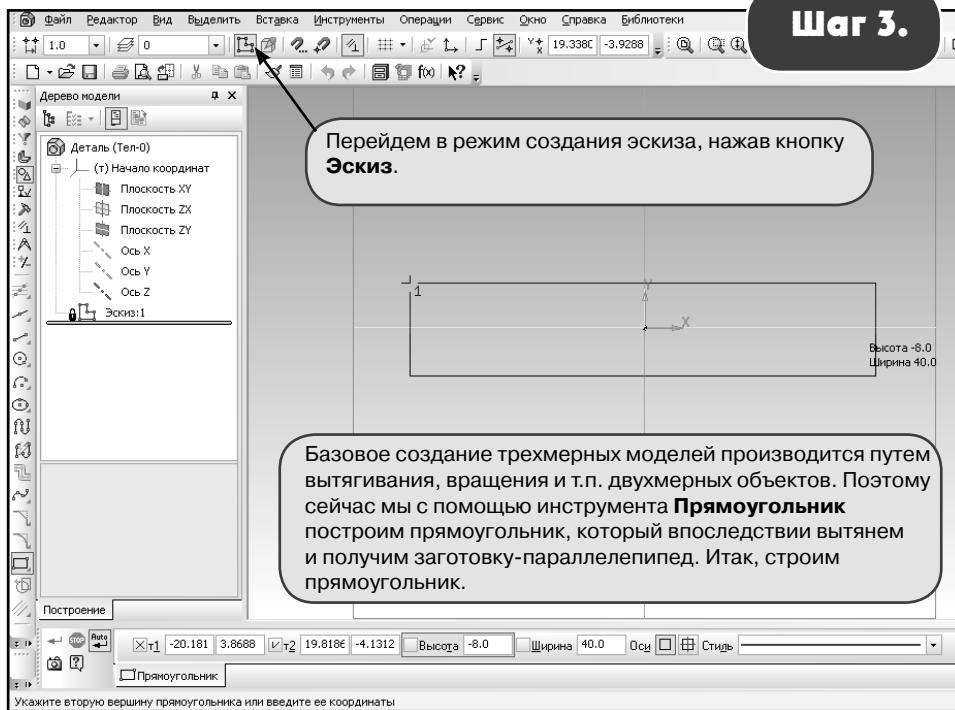 Файл Редактор Вид Выделить Вставка Инструменты Операции Сервис Окно Справка Библиотеки
Шаг 3.
1.0 0 19.338 -3.9288
Дерево модели
Деталь (Тел-0)
(т) Начало координат
Плоскость XY
Плоскость ZX
Плоскость ZY
Ось X
Ось Y
Ось Z
Эскиз:1
Перейдем в режим создания эскиза, нажав кнопку
Эскиз.
1
Y
X
Высота -8.0
Ширина 40.0
Базовое создание трехмерных моделей производится путем
вытягивания, вращения и т.п. двухмерных объектов. Поэтому
сейчас мы с помощью инструмента Прямоугольник
построим прямоугольник, который впоследствии вытянем
и получим заготовку-параллелепипед. Итак, строим
прямоугольник.
Построение
STOP Auto т1 -20.181 3.8688 т2 19.818 -4.1312 Высота -8.0 Ширина 40.0 Оси Стиль
Прямоугольник
Укажите вторую вершину прямоугольника или введите ее координаты